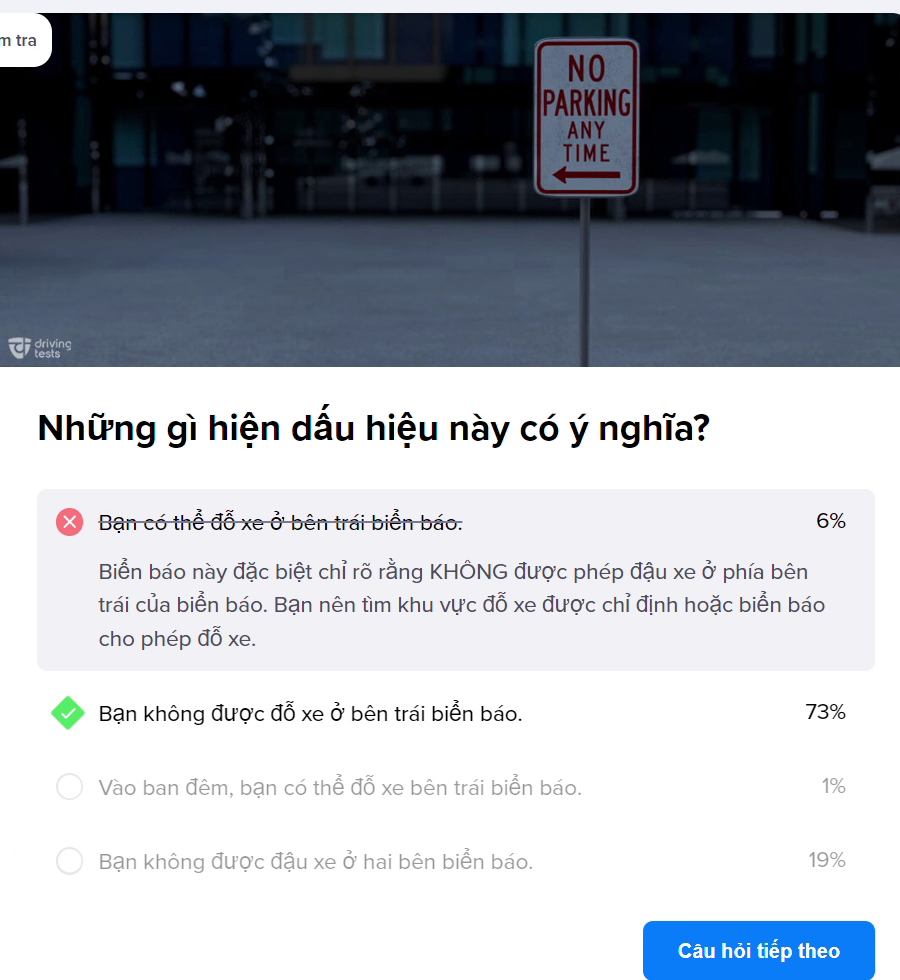 m tra
NO
PARKING
ANY
TIME
driving
tests
Những gì hiện dấu hiệu này có ý nghĩa?
Bạn có thể đỗ xe ở bên trái biển báo.
6%
Biển báo này đặc biệt chỉ rõ rằng KHÔNG được phép đậu xe ở phía bên
trái của biển báo. Bạn nên tìm khu vực đỗ xe được chỉ định hoặc biển báo
cho phép đỗ xe.
Bạn không được đỗ xe ở bên trái biển báo.
73%
Vào ban đêm, bạn có thể đỗ xe bên trái biển báo.
1%
Bạn không được đậu xe ở hai bên biển báo.
19%
Câu hỏi tiếp theo